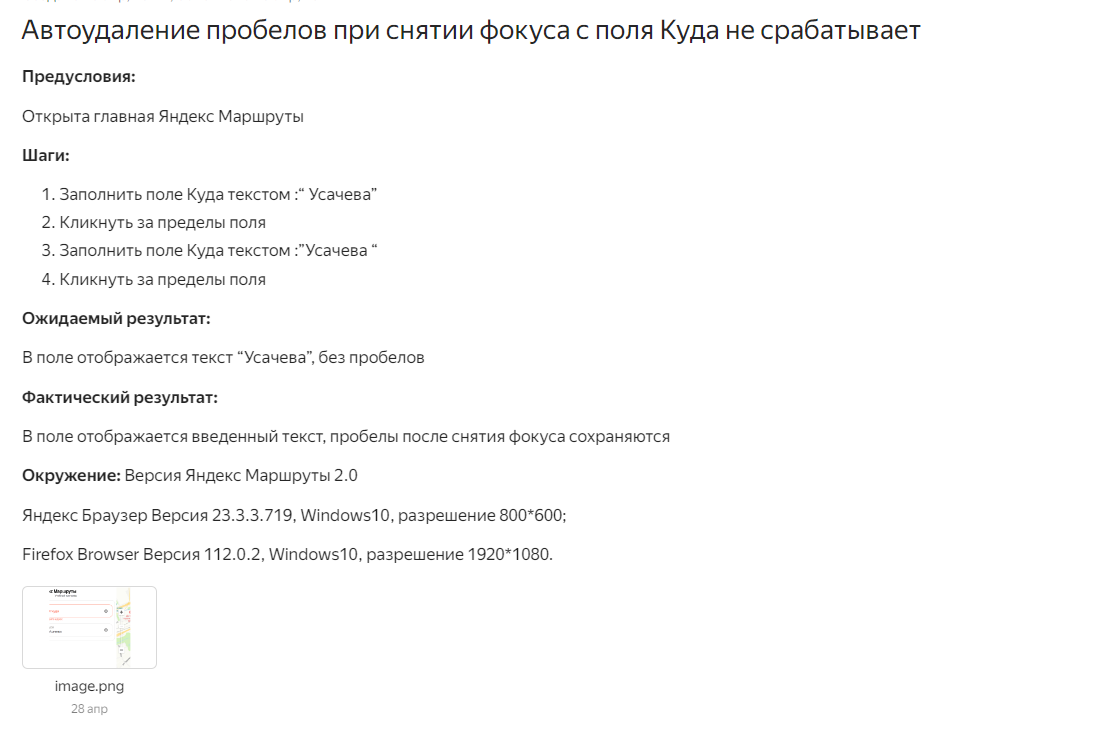 Автоудаление пробелов при снятии фокуса с поля Куда не срабатывает
Предусловия:
Открыта главная Яндекс Маршруты
Шаги:
1. Заполнить поле Куда текстом :“ Усачева”
2. Кликнуть за пределы поля
3. Заполнить поле Куда текстом :”Усачева “
4. Кликнуть за пределы поля
Ожидаемый результат:
В поле отображается текст “Усачева”, без пробелов
Фактический результат:
В поле отображается введенный текст, пробелы после снятия фокуса сохраняются
Окружение: Версия Яндекс Маршруты 2.0
Яндекс Браузер Версия 23.3.3.719, Windows10, разрешение 800*600;
Firefox Browser Версия 112.0.2, Windows10, разрешение 1920*1080.
Маршруты
image.png
28 апр